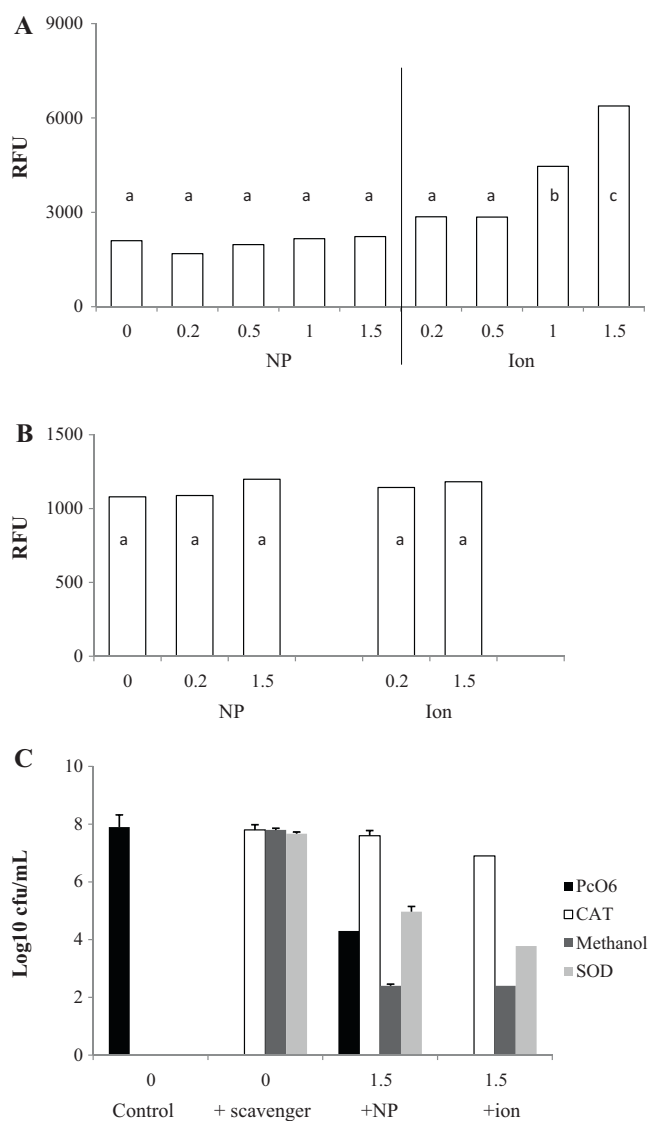 A
9000
6000
3000
0
RFU
a a a a a a a b c
0 0.2 0.5 1 1.5 0.2 0.5 1 1.5
NP Ion
B
1500
1000
500
0
RFU
a a a a a
0 0.2 1.5 0.2 1.5
NP Ion
C
10
8
6
4
2
0
Log10 cfu/mL
PcO6
CAT
Methanol
SOD
0 0 1.5 1.5
Control + scavenger +NP +ion